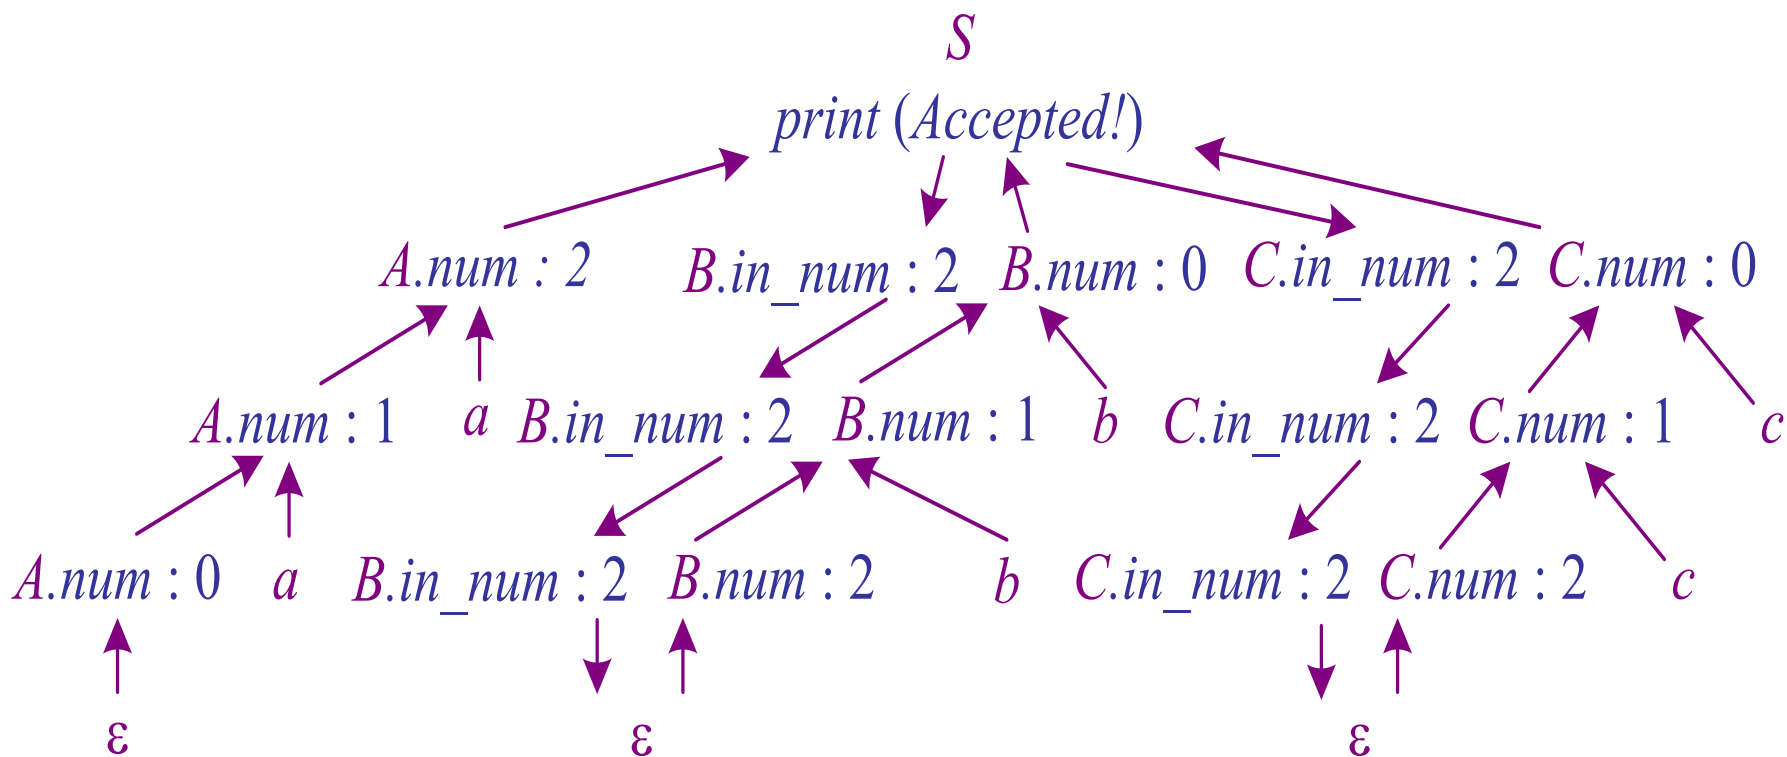 S
print (Accepted!)
A.num : 2 B.in_num : 2 B.num : 0 C.in_num : 2 C.num : 0
A.num : 1 a B.in_num : 2 B.num : 1 b C.in_num : 2 C.num : 1 c
A.num : 0 a B.in_num : 2 B.num : 2 b C.in_num : 2 C.num : 2 c
ε ε ε